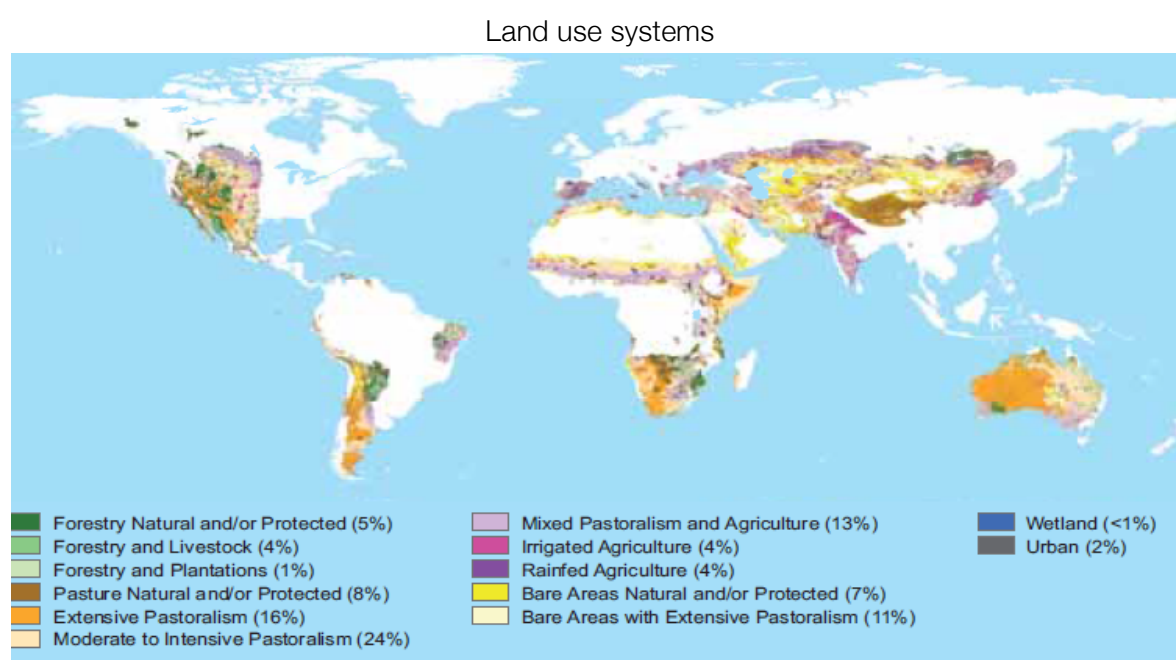 Land use systems
Forestry Natural and/or Protected (5%)
Forestry and Livestock (4%)
Forestry and Plantations (1%)
Pasture Natural and/or Protected (8%)
Extensive Pastoralism (16%)
Moderate to Intensive Pastoralism (24%)
Mixed Pastoralism and Agriculture (13%)
Irrigated Agriculture (4%)
Rainfed Agriculture (4%)
Bare Areas Natural and/or Protected (7%)
Bare Areas with Extensive Pastoralism (11%)
Wetland (<1%)
Urban (2%)